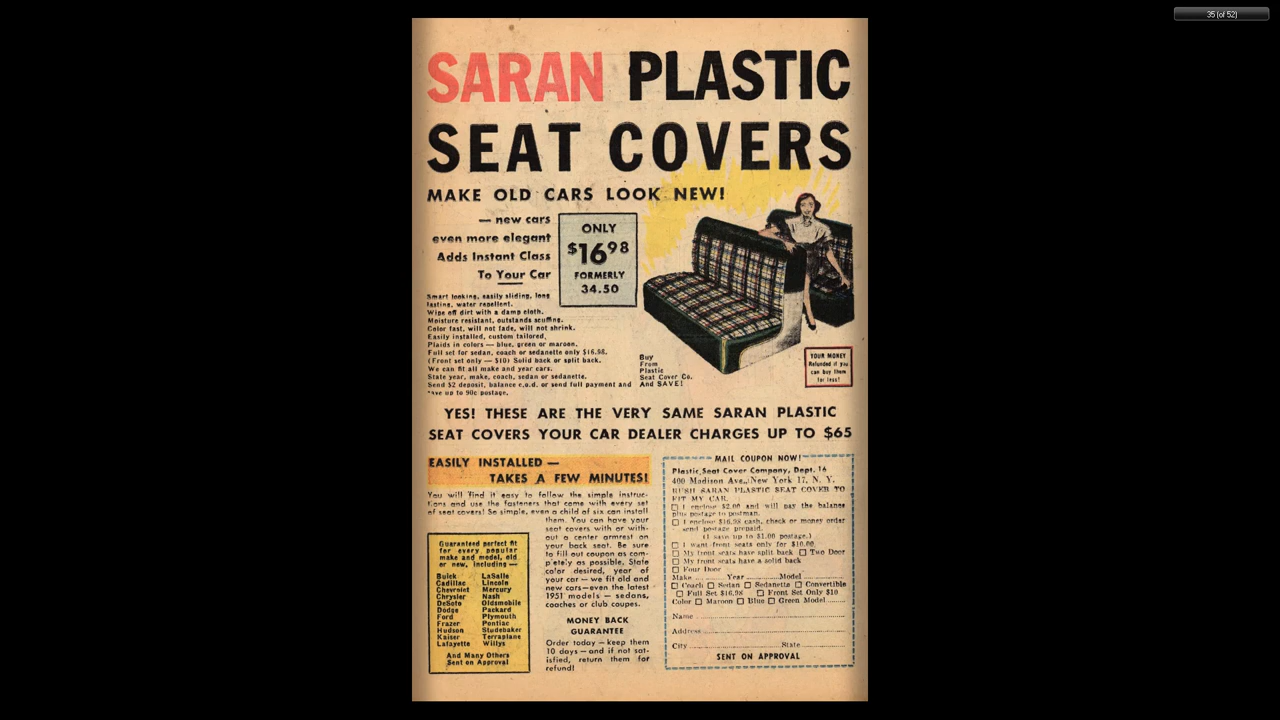 35 (of 52)
SARAN PLASTIC
SEAT COVERS
MAKE OLD CARS LOOK NEW!
— new cars
even more elegant
Adds Instant Class
To Your Car
ONLY
$16 98
FORMERLY
34.50
Smart looking, easily sliding, long
lasting, water repellent.
Wipe off dirt with a damp cloth.
Moisture resistant, outstands scuffing.
Color fast, will not fade, will not shrink.
Easily installed, custom tailored,
Plaids in colors — blue, green or maroon.
Full set for sedan, coach or sedanette only $16.98.
(Front set only — $10) Solid back or split back.
We can fit all make and year cars.
State year, make, coach, sedan or sedanette.
Send $2 deposit, balance c.o.d. or send full payment and
save up to 90c postage.
Buy
From
Plastic
Seat Cover Co.
And SAVE!
YOUR MONEY
Refunded if you
can buy them
for less!
YES! THESE ARE THE VERY SAME SARAN PLASTIC
SEAT COVERS YOUR CAR DEALER CHARGES UP TO $65
EASILY INSTALLED —
TAKES A FEW MINUTES!
You will find it easy to follow the simple instruc-
tions and use the fasteners that come with every set
of seat covers! So simple, even a child of six can install
them. You can have your
seat covers with or with-
out a center armrest on
your back seat. Be sure
to fill out coupon as com-
pletely as possible. State
color desired, year of
your car — we fit old and
new cars—even the latest
1951 models — sedans,
coaches or club coupes.
MONEY BACK
GUARANTEE
Order today — keep them
10 days — and if not sat-
isfied, return them for
refund!
Guaranteed perfect fit
for every popular
make and model, old
or new, including —
Buick LaSalle
Cadillac Lincoln
Chevrolet Mercury
Chrysler Nash
DeSoto Oldsmobile
Dodge Packard
Ford Plymouth
Frazer Pontiac
Hudson Studebaker
Kaiser Terraplane
Lafayette Willys
And Many Others
Sent on Approval
MAIL COUPON NOW!
Plastic Seat Cover Company, Dept. 16
400 Madison Ave., New York 17, N. Y.
RUSH SARAN PLASTIC SEAT COVER TO
FIT MY CAR.
I enclose $2.00 and will pay the balance
plus postage to postman.
I enclose $16.98 cash, check or money order
send postage prepaid.
(I save up to $1.00 postage.)
I want front seats only for $10.00.
My front seats have split back Two Door
My front seats have a solid back
Four Door
Make Year Model
Coach Sedan Sedanette Convertible
Full Set $16.98 Front Set Only $10
Color Maroon Blue Green Model
Name
Address
City State
SENT ON APPROVAL